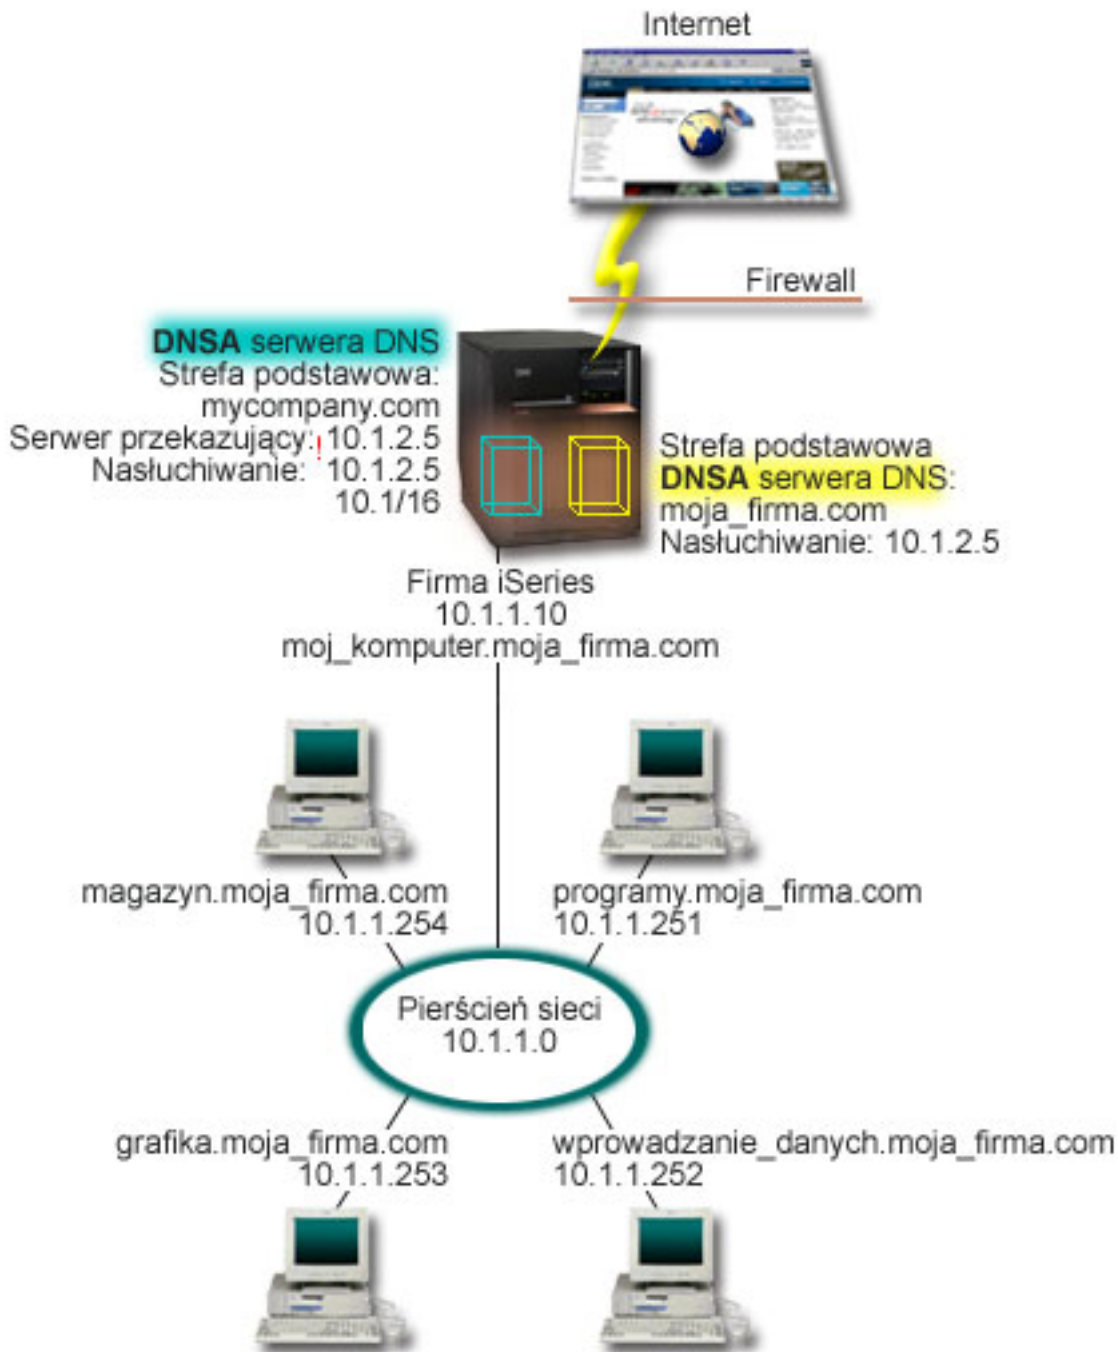 Internet
Firewall
DNSA serwera DNS
Strefa podstawowa:
mycompany.com
Serwer przekazujący:! 10.1.2.5
Nasłuchiwanie: 10.1.2.5
10.1/16
Strefa podstawowa
DNSA serwera DNS:
moja_firma.com
Nasłuchiwanie: 10.1.2.5
Firma iSeries
10.1.1.10
moj_komputer.moja_firma.com
magazyn.moja_firma.com
10.1.1.254
programy.moja_firma.com
10.1.1.251
Pierścień sieci
10.1.1.0
grafika.moja_firma.com
10.1.1.253
wprowadzanie_danych.moja_firma.com
10.1.1.252